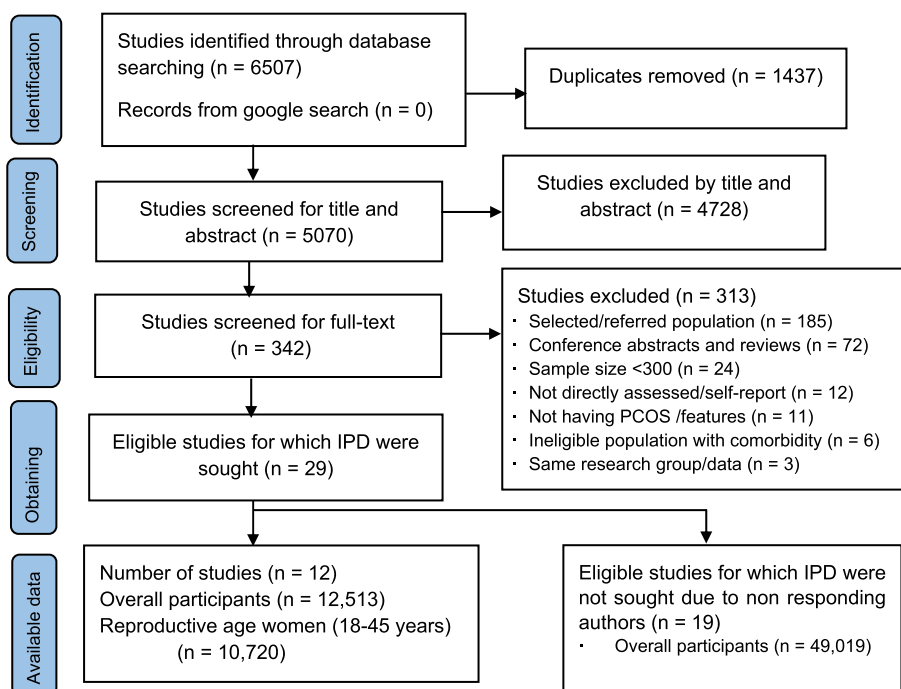 Identification
Studies identified through database
searching (n = 6507)
Records from google search (n = 0)
Duplicates removed (n = 1437)
Screening
Studies screened for title and
abstract (n = 5070)
Studies excluded by title and
abstract (n = 4728)
Eligibility
Studies screened for full-text
(n = 342)
Studies excluded (n = 313)
· Selected/referred population (n = 185)
· Conference abstracts and reviews (n = 72)
· Sample size <300 (n = 24)
· Not directly assessed/self-report (n = 12)
· Not having PCOS /features (n = 11)
· Ineligible population with comorbidity (n = 6)
· Same research group/data (n = 3)
Obtaining
Eligible studies for which IPD were
sought (n = 29)
Available data
Number of studies (n = 12)
Overall participants (n = 12,513)
Reproductive age women (18-45 years)
(n = 10,720)
Eligible studies for which IPD were
not sought due to non responding
authors (n = 19)
· Overall participants (n = 49,019)